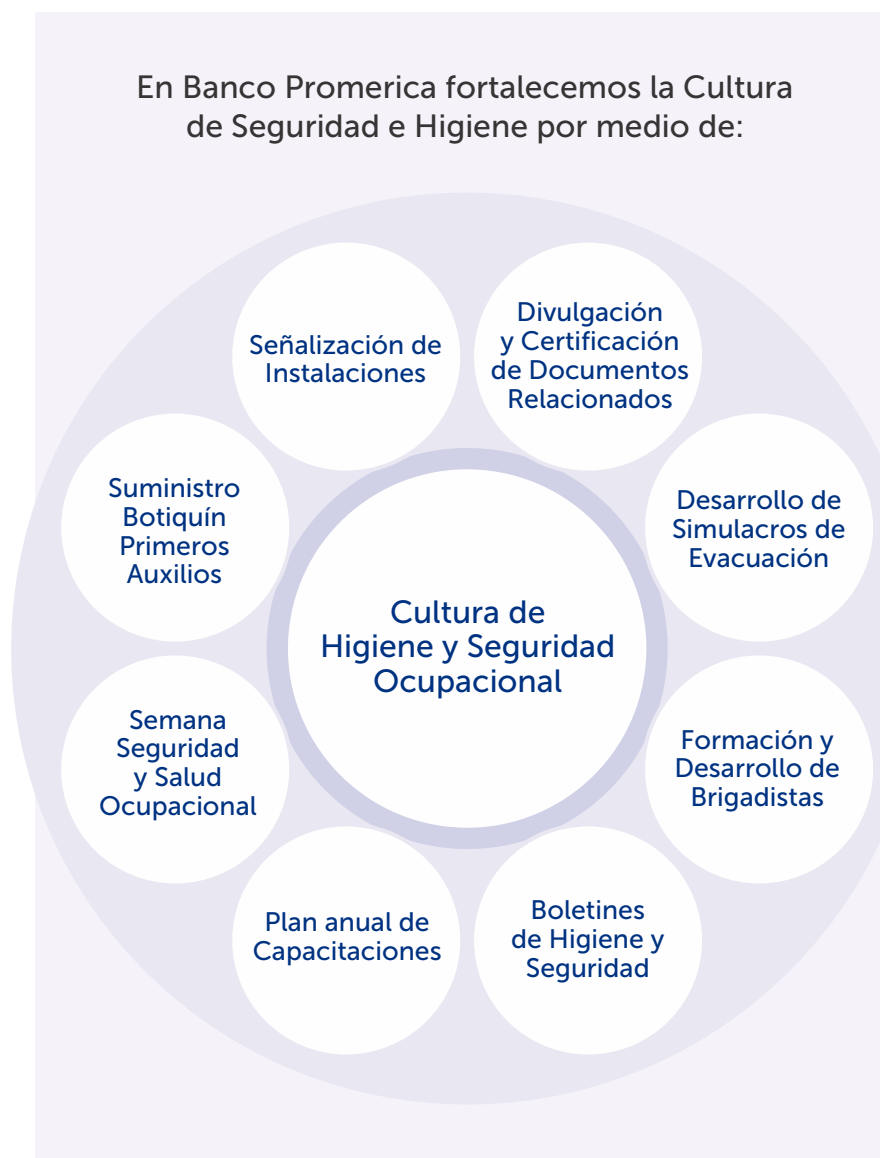 En Banco Promerica fortalecemos la Cultura
de Seguridad e Higiene por medio de:
Señalización de
Instalaciones
Divulgación
y Certificación
de Documentos
Relacionados
Suministro
Botiquín
Primeros
Auxilios
Desarrollo de
Simulacros de
Evacuación
Cultura de
Higiene y Seguridad
Ocupacional
Semana
Seguridad
y Salud
Ocupacional
Formación y
Desarrollo de
Brigadistas
Plan anual de
Capacitaciones
Boletines
de Higiene y
Seguridad